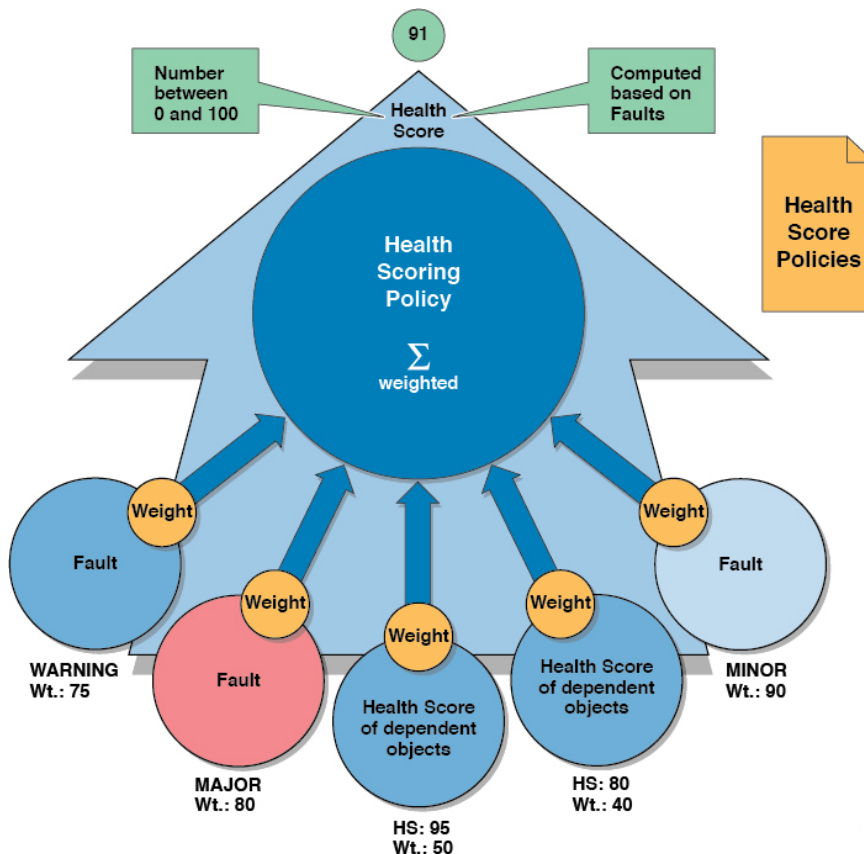 91
Number
between
0 and 100
Computed
based on
Faults
Health
Score
Health
Score
Policies
Health
Scoring
Policy
Σ
weighted
Weight
Fault
WARNING
Wt.: 75
Weight
Fault
MAJOR
Wt.: 80
Weight
Health Score
of dependent
objects
HS: 95
Wt.: 50
Weight
Health Score
of dependent
objects
HS: 80
Wt.: 40
Weight
Fault
MINOR
Wt.: 90